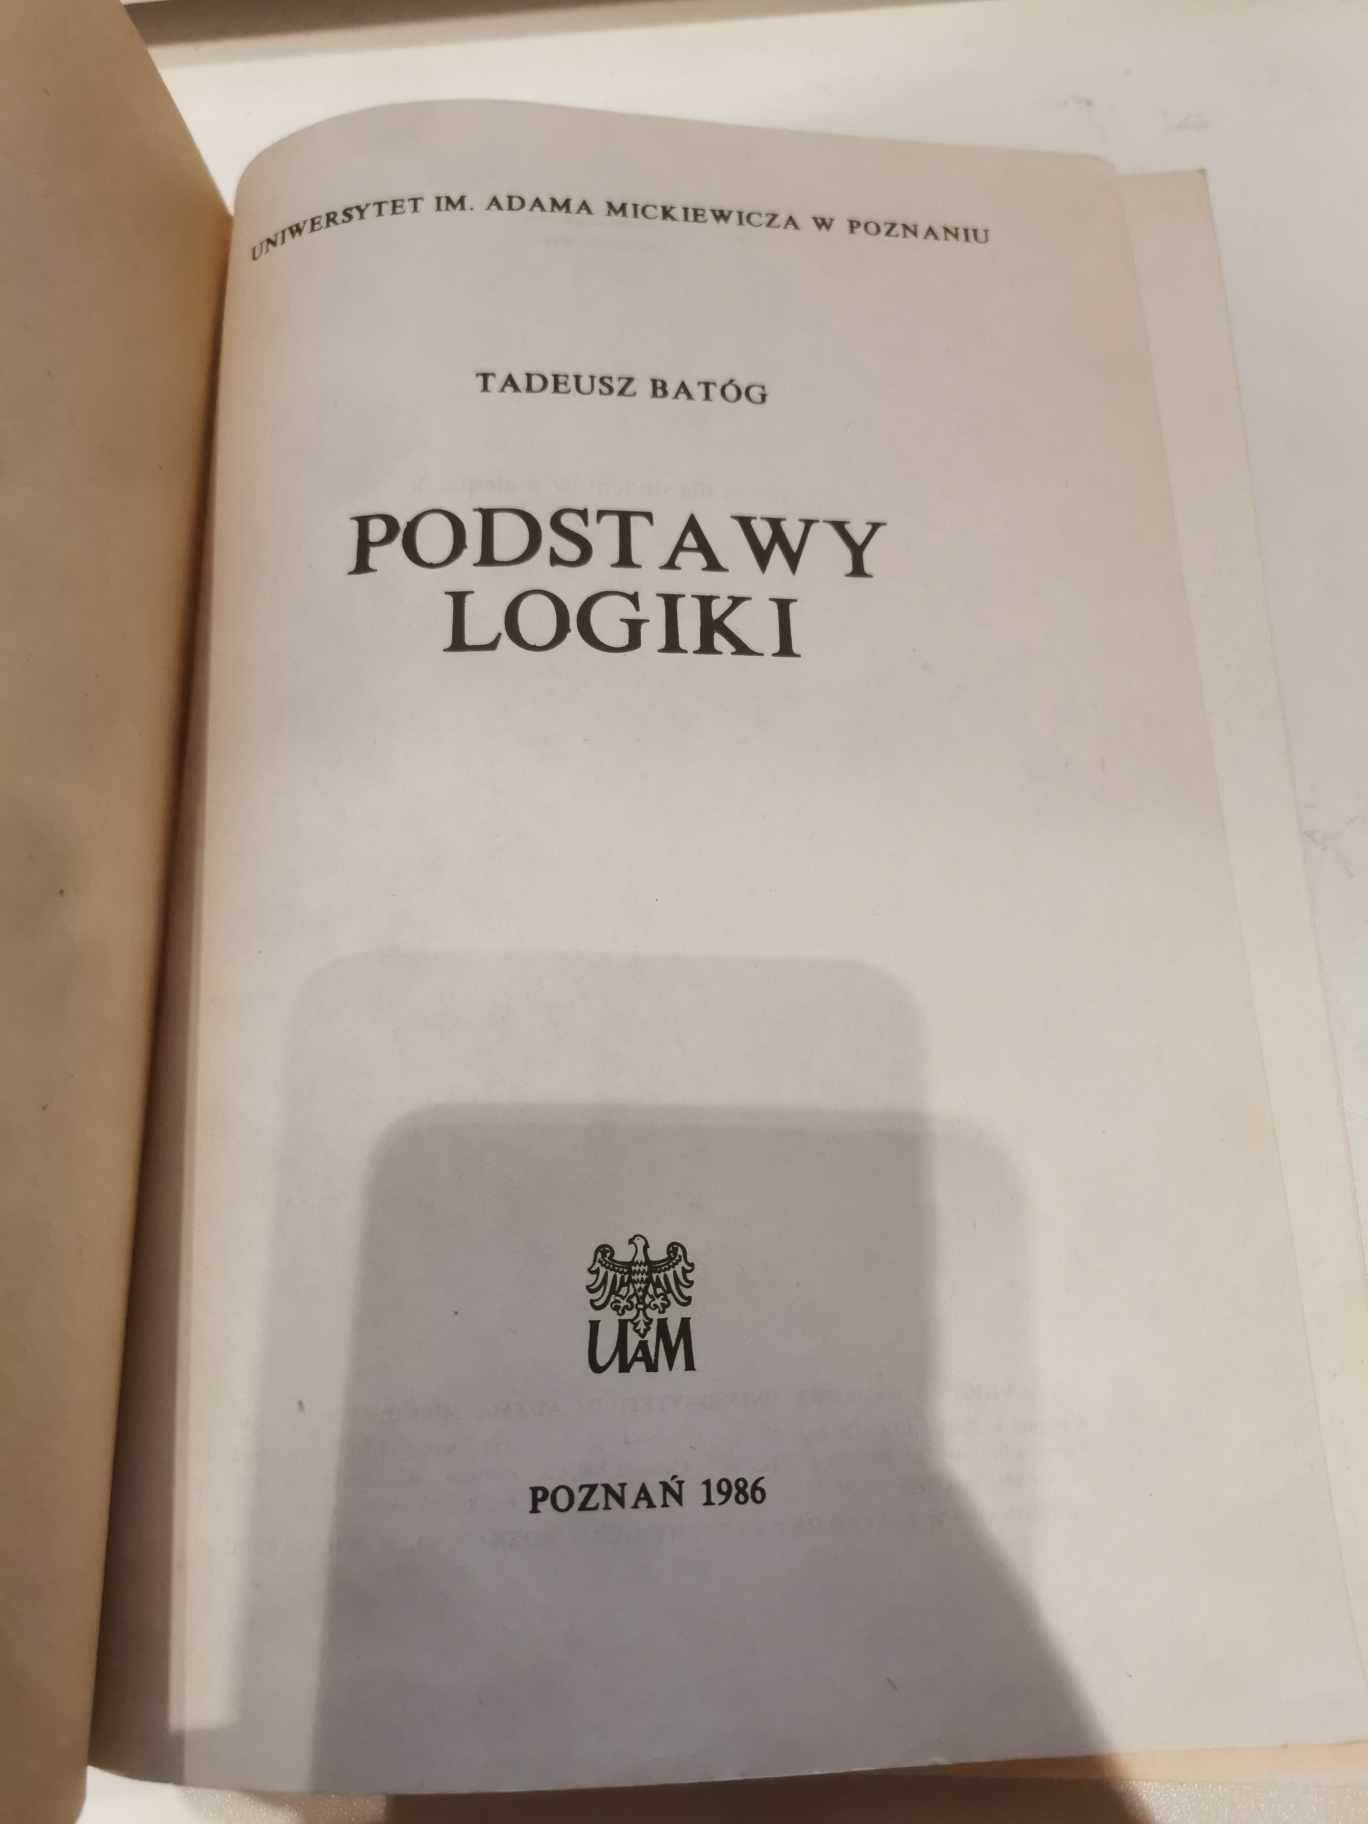 UNIWERSYTET IM. ADAMA MICKIEWICZA W POZNANIU
TADEUSZ BATÓG
PODSTAWY
LOGIKI
UAM
POZNAŃ 1986